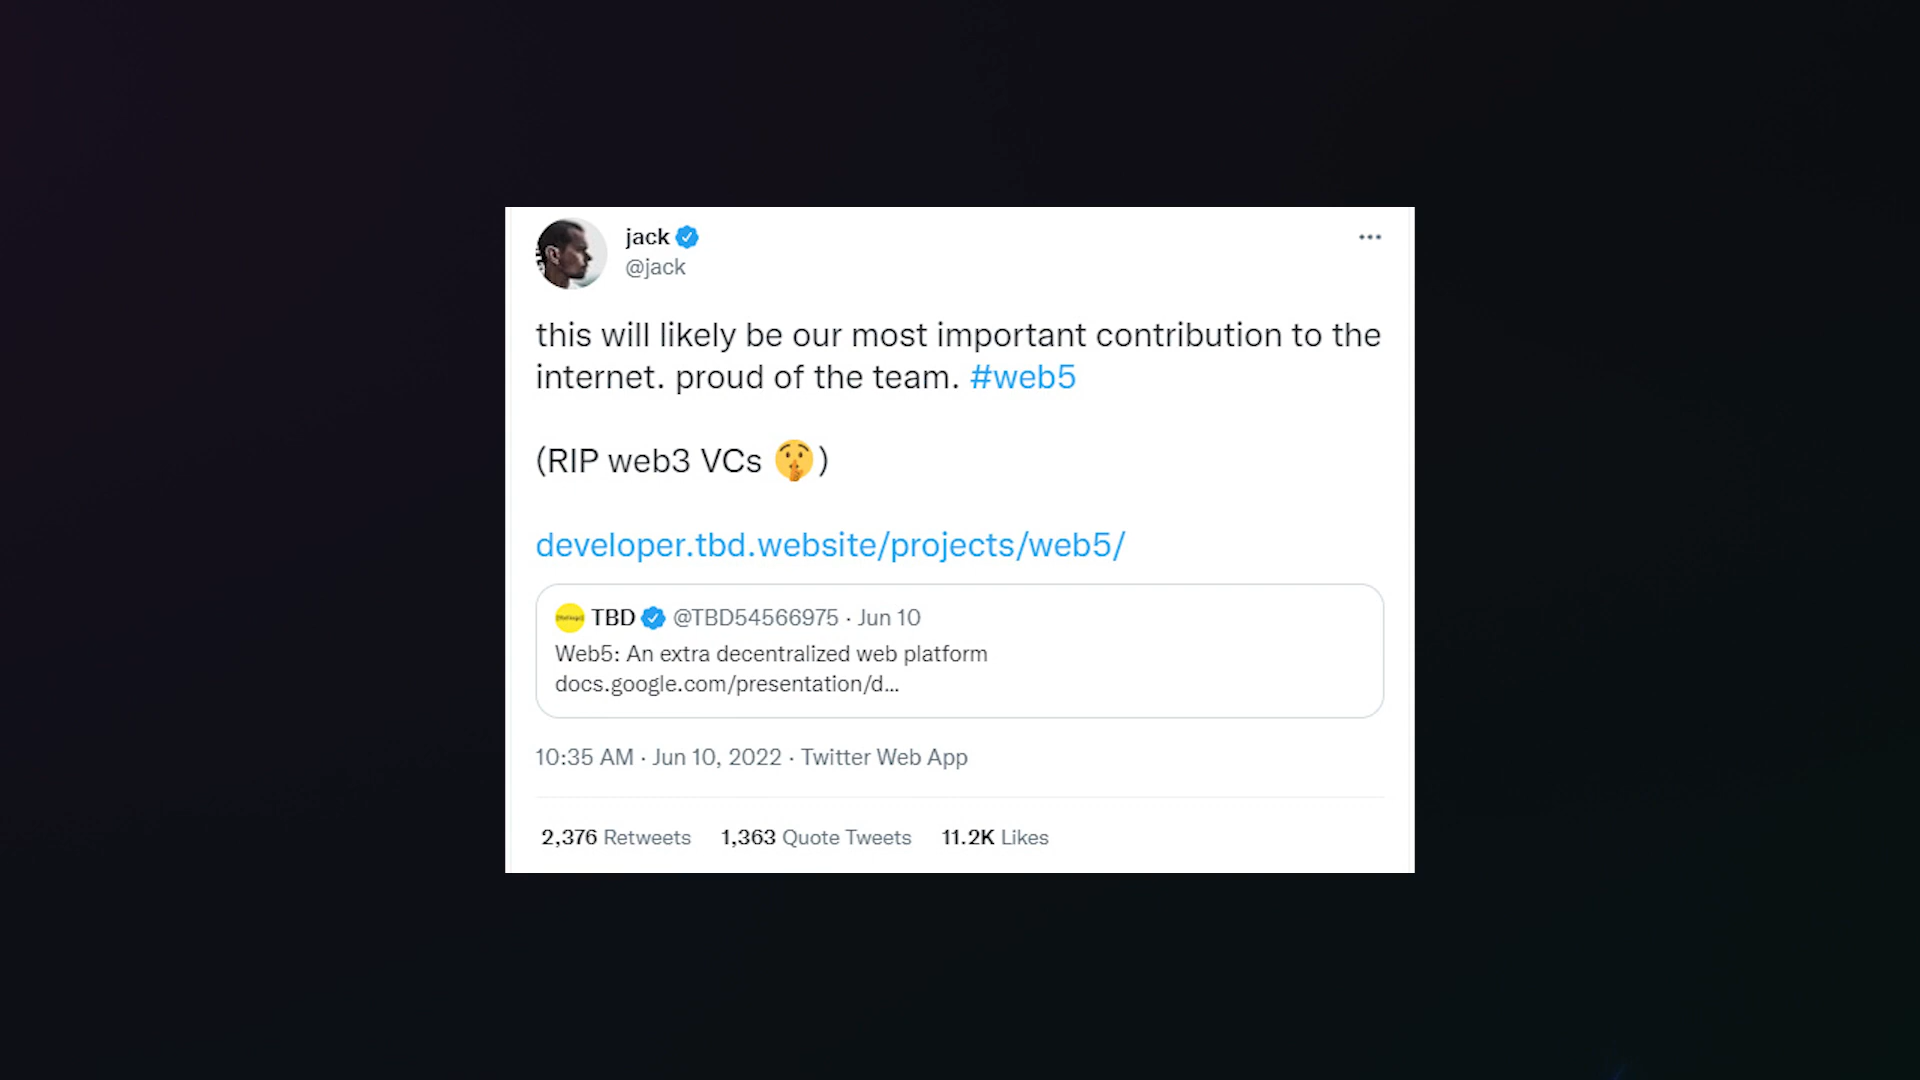 jack
@jack
this will likely be our most important contribution to the
internet. proud of the team. #web5
(RIP web3 VCs 🤫)
developer.tbd.website/projects/web5/
TBD @TBD54566975 · Jun 10
Web5: An extra decentralized web platform
docs.google.com/presentation/d...
10:35 AM · Jun 10, 2022 · Twitter Web App
2,376 Retweets 1,363 Quote Tweets 11.2K Likes